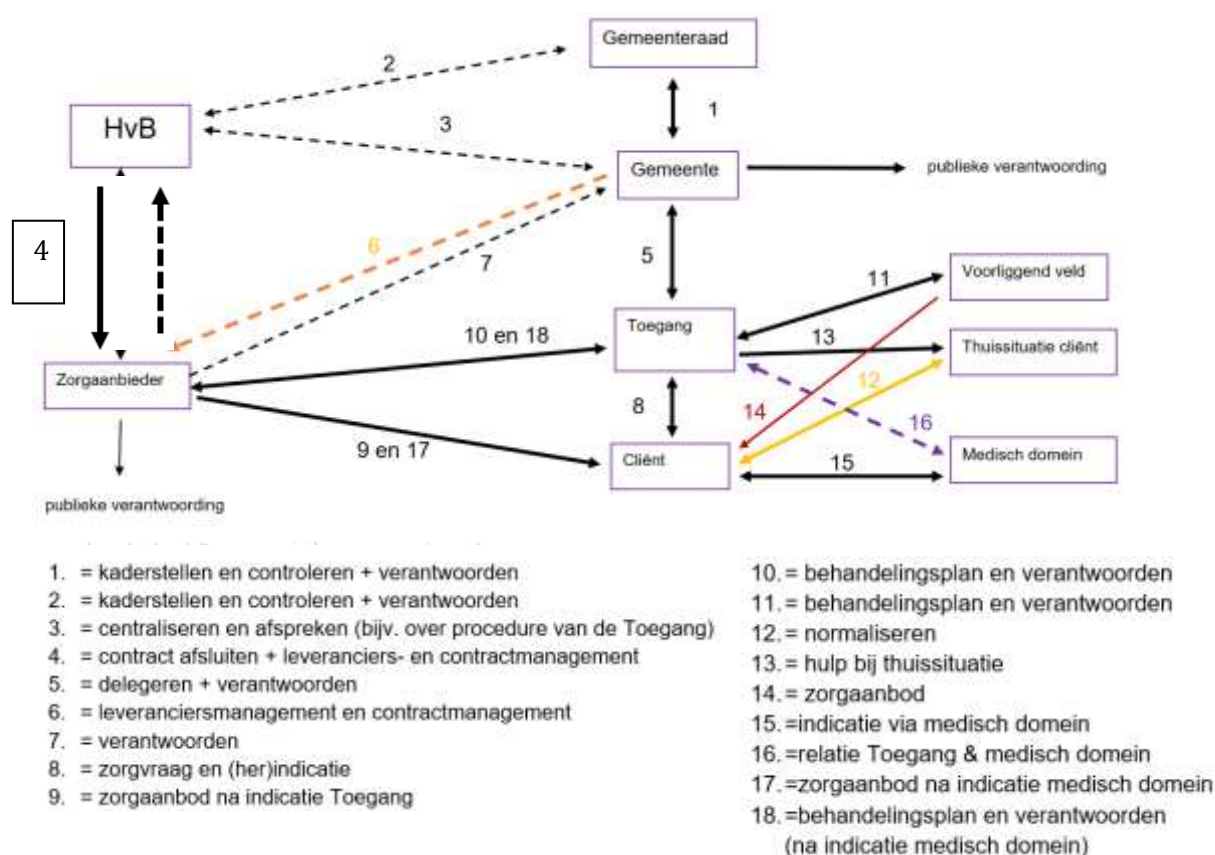 Gemeenteraad
2
HvB
1
3
Gemeente
publieke verantwoording
4
6
5
7
Voorliggend veld
11
Toegang
10 en 18
13
Thuissituatie cliënt
Zorgaanbieder
12
8
14
16
9 en 17
Cliënt
Medisch domein
15
publieke verantwoording
1. = kaderstellen en controleren + verantwoorden
2. = kaderstellen en controleren + verantwoorden
3. = centraliseren en afspreken (bijv. over procedure van de Toegang)
4. = contract afsluiten + leveranciers- en contractmanagement
5. = delegeren + verantwoorden
6. = leveranciersmanagement en contractmanagement
7. = verantwoorden
8. = zorgvraag en (her)indicatie
9. = zorgaanbod na indicatie Toegang
10. = behandelingsplan en verantwoorden
11. = behandelingsplan en verantwoorden
12. = normaliseren
13. = hulp bij thuissituatie
14. = zorgaanbod
15. =indicatie via medisch domein
16. =relatie Toegang & medisch domein
17. =zorgaanbod na indicatie medisch domein
18. =behandelingsplan en verantwoorden
(na indicatie medisch domein)